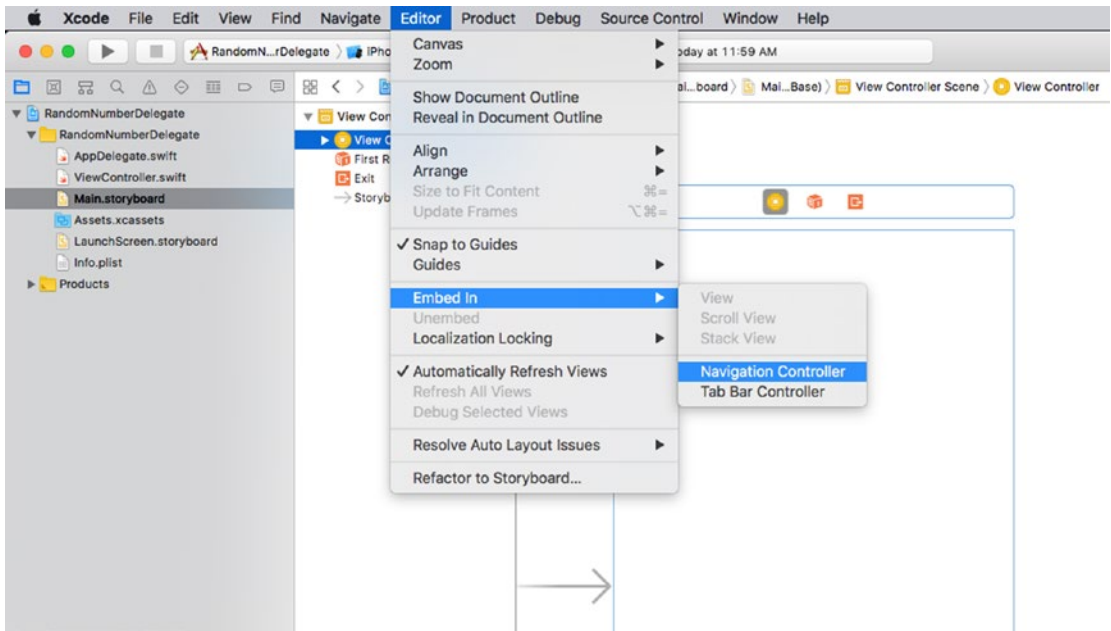 Xcode File Edit View Find Navigate Editor Product Debug Source Control Window Help
RandomN...rDelegate iPho
oday at 11:59 AM
ai...board Mai...Base) View Controller Scene View Controller
RandomNumberDelegate
RandomNumberDelegate
AppDelegate.swift
ViewController.swift
Main.storyboard
Assets.xcassets
LaunchScreen.storyboard
Info.plist
Products
View Con
View C
First R
Exit
Storyb
Canvas
Zoom
Show Document Outline
Reveal in Document Outline
Align
Arrange
Size to Fit Content ⌘=
Update Frames ⌥⌘=
✓ Snap to Guides
Guides
Embed In
Unembed
Localization Locking
✓ Automatically Refresh Views
Refresh All Views
Debug Selected Views
Resolve Auto Layout Issues
Refactor to Storyboard...
View
Scroll View
Stack View
Navigation Controller
Tab Bar Controller